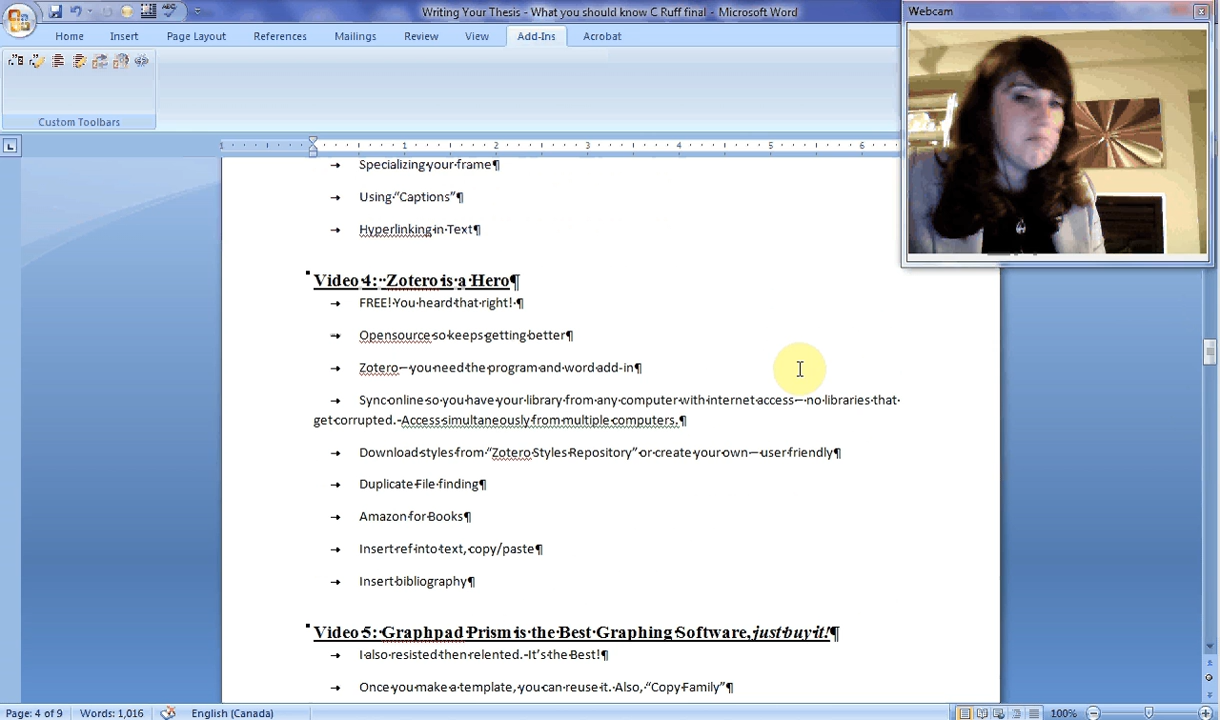 Writing Your Thesis - What you should know C Ruff final - Microsoft Word
Webcam
Home Insert Page Layout References Mailings Review View Add-Ins Acrobat
Custom Toolbars
1 1 2 3 4 5 6
Specializing your frame¶
Using “Captions”¶
Hyperlinking in Text¶
Video 4: Zotero is a Hero¶
FREE! You heard that right! ¶
Opensource so keeps getting better¶
Zotero – you need the program and word add-in¶
Sync online so you have your library from any computer with internet access – no libraries that
get corrupted. Access simultaneously from multiple computers.¶
Download styles from “Zotero Styles Repository” or create your own – user friendly¶
Duplicate File finding¶
Amazon for Books¶
Insert ref into text, copy/paste¶
Insert bibliography¶
Video 5: Graphpad Prism is the Best Graphing Software, just buy it!¶
I also resisted then relented. It’s the Best!¶
Once you make a template, you can reuse it. Also, “Copy Family”¶
Page: 4 of 9 Words: 1,016 English (Canada) 100%